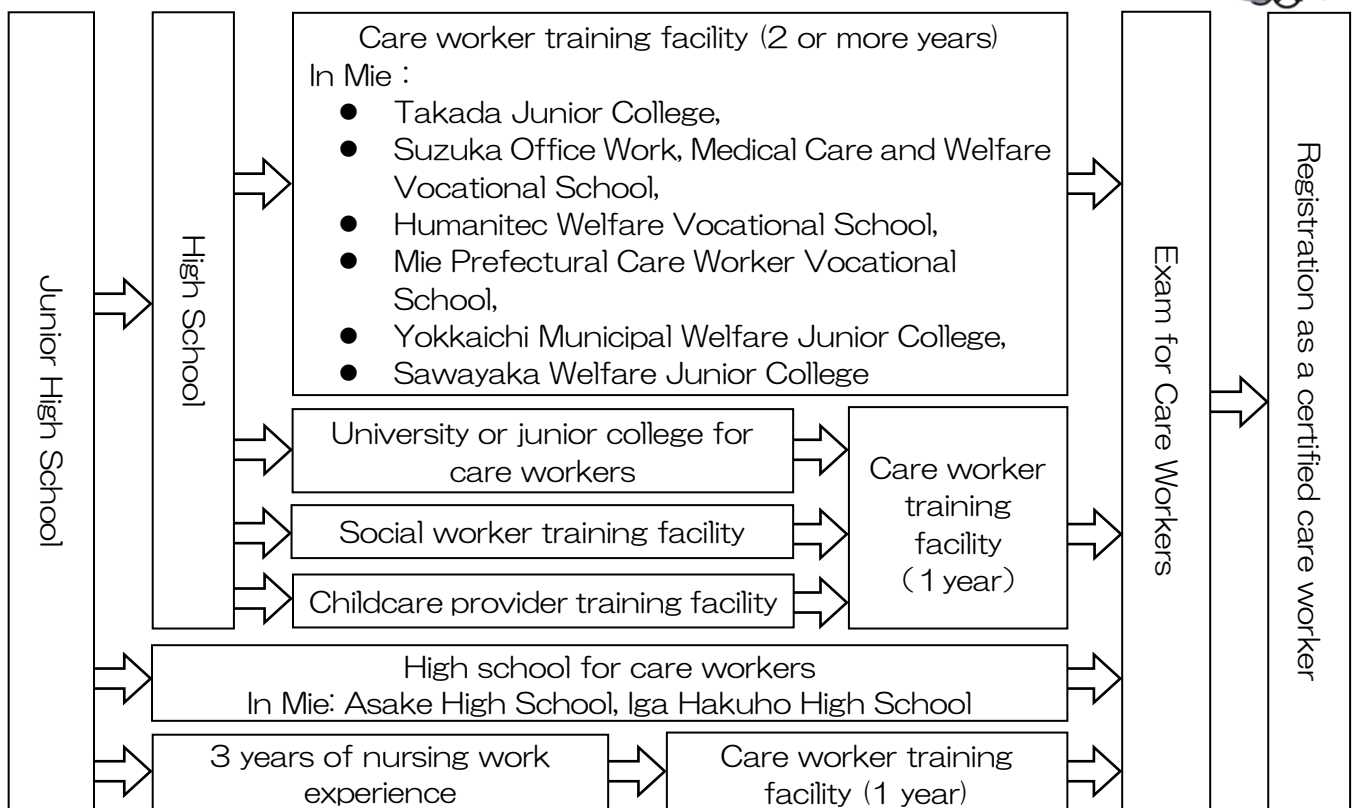 Junior High School
High School
Care worker training facility (2 or more years)
In Mie :
● Takada Junior College,
● Suzuka Office Work, Medical Care and Welfare
Vocational School,
● Humanitec Welfare Vocational School,
● Mie Prefectural Care Worker Vocational
School,
● Yokkaichi Municipal Welfare Junior College,
● Sawayaka Welfare Junior College
University or junior college for
care workers
Social worker training facility
Childcare provider training facility
Care worker
training
facility
(1 year)
High school for care workers
In Mie: Asake High School, Iga Hakuho High School
3 years of nursing work
experience
Care worker training
facility (1 year)
Exam for Care Workers
Registration as a certified care worker